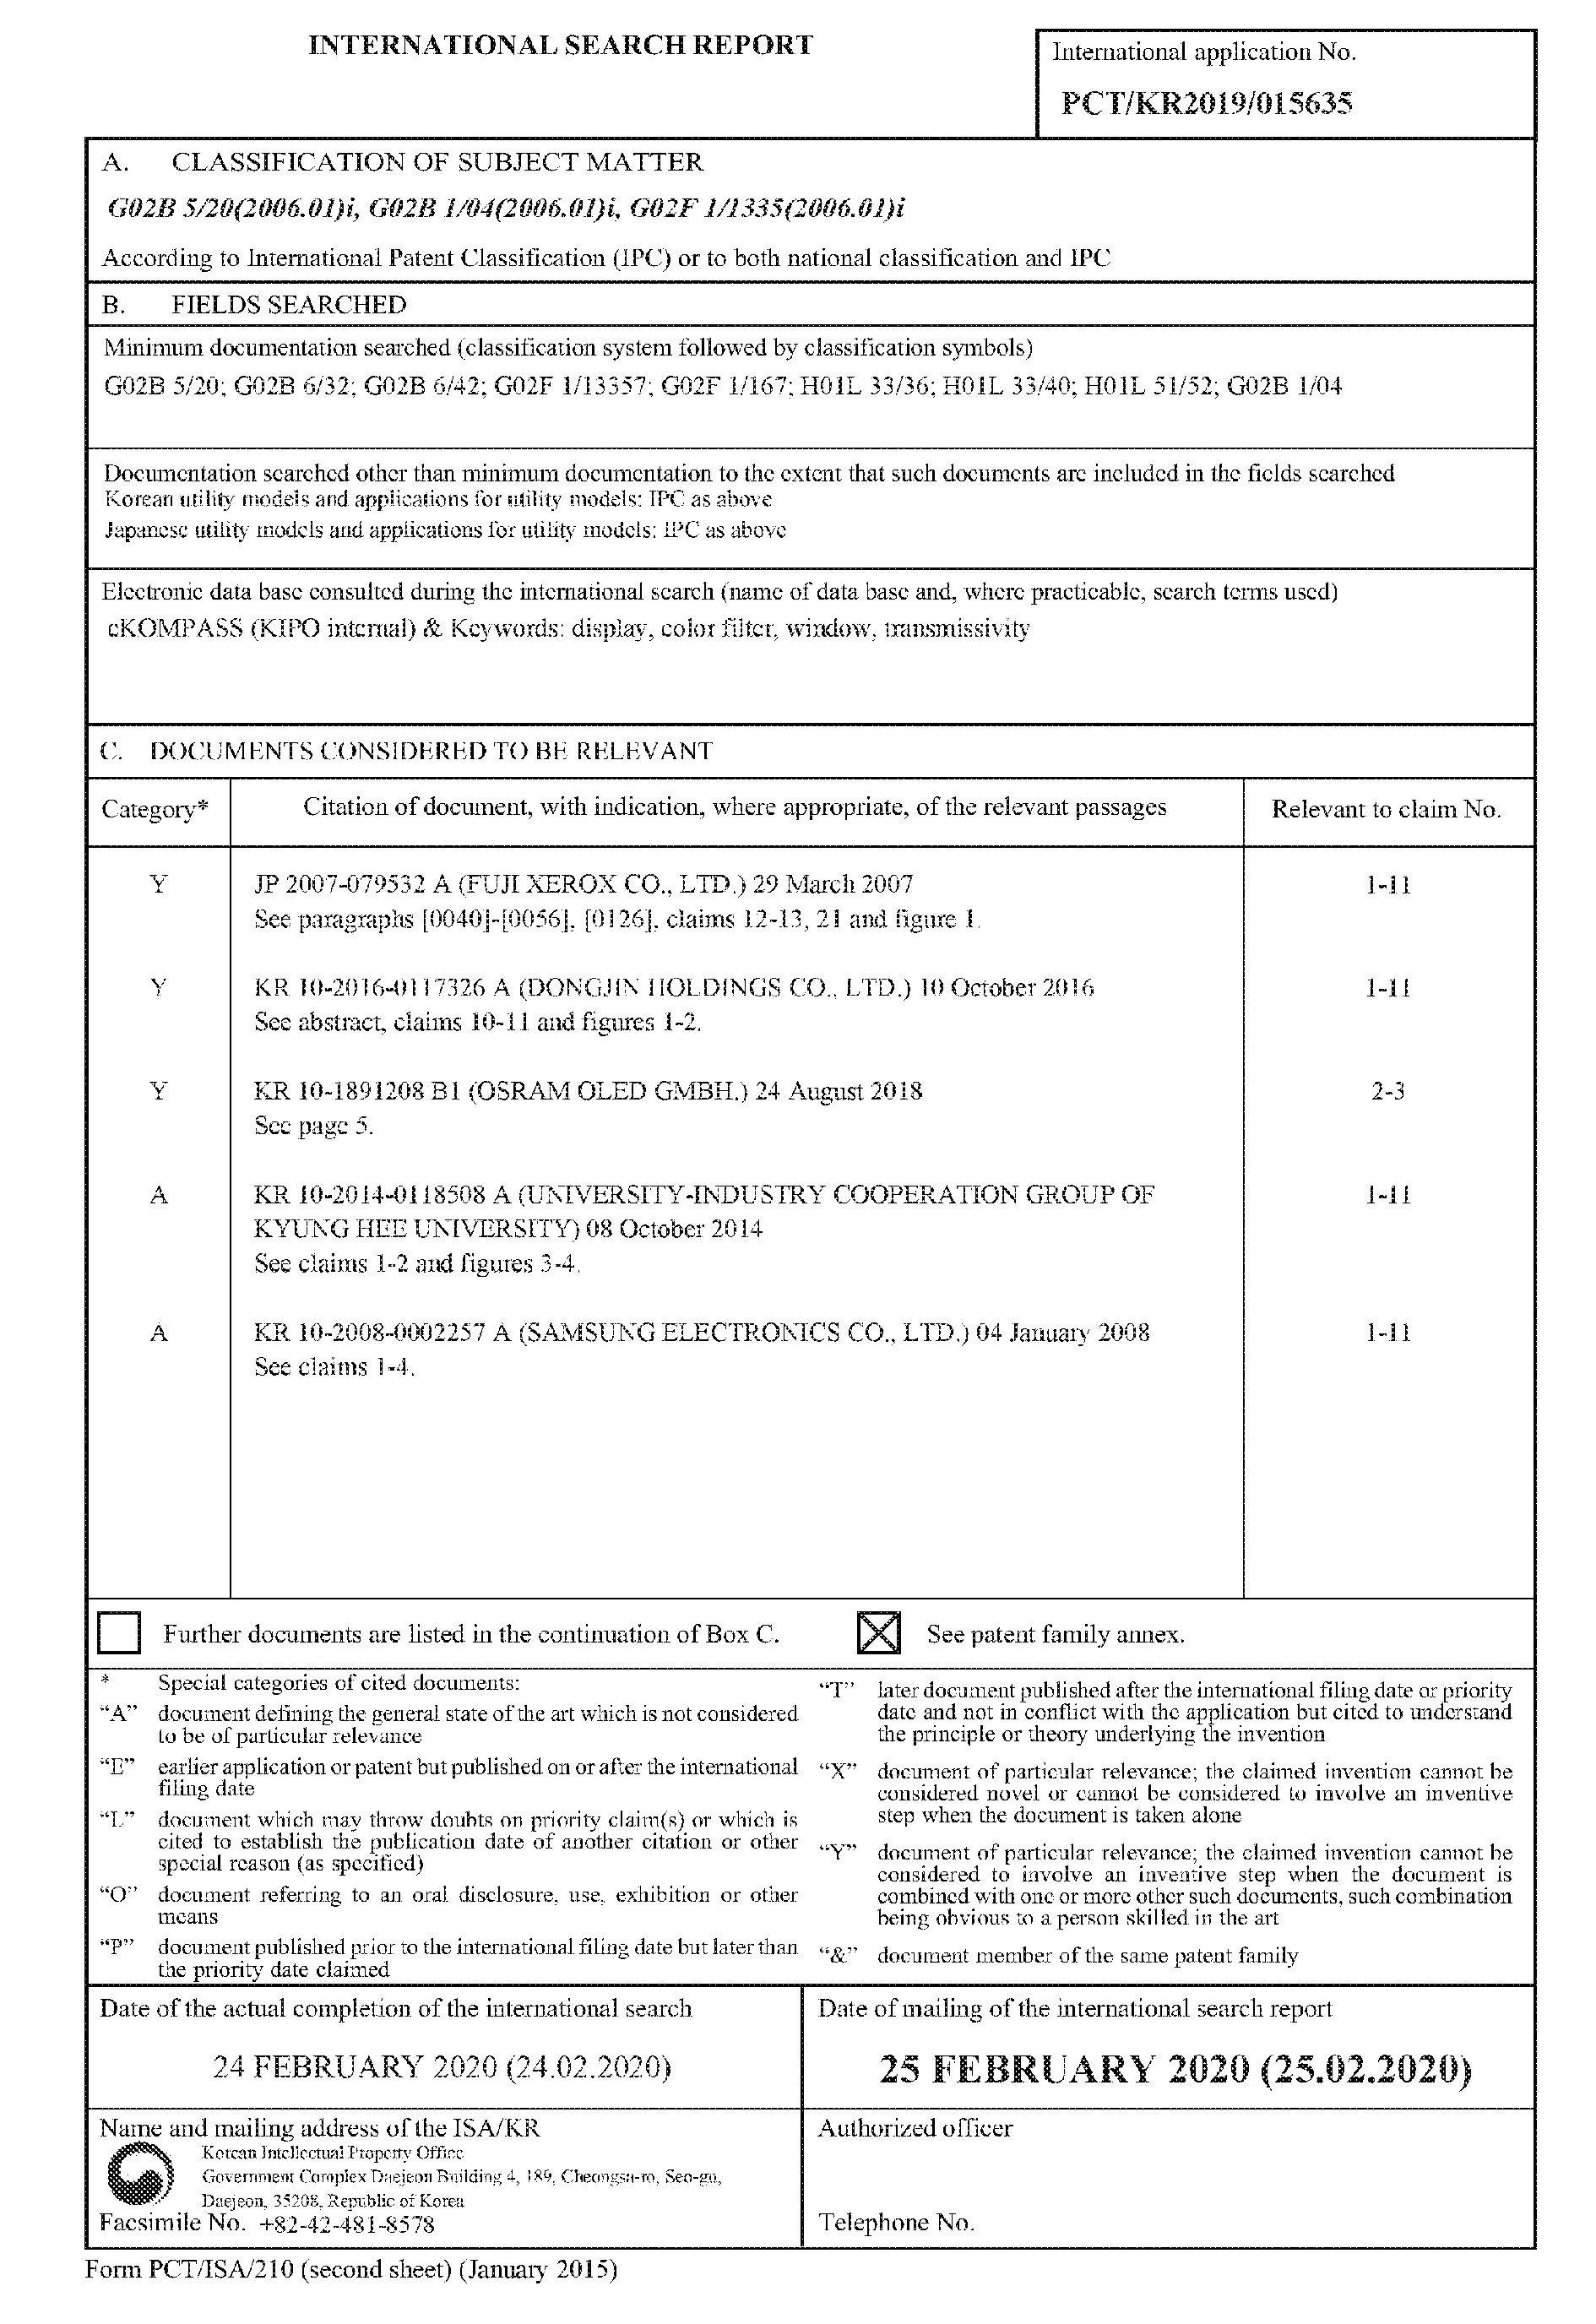 INTERNATIONAL SEARCH REPORT
International application No.
PCT/KR2019/015635
A. CLASSIFICATION OF SUBJECT MATTER
G02B 5/20(2006.01)i, G02B 1/04(2006.01)i, G02F 1/1335(2006.01)i
According to International Patent Classification (IPC) or to both national classification and IPC
B. FIELDS SEARCHED
Minimum documentation searched (classification system followed by classification symbols)
G02B 5/20; G02B 6/32; G02B 6/42; G02F 1/13357; G02F 1/167; H01L 33/36; H01L 33/40; H01L 51/52; G02B 1/04
Documentation searched other than minimum documentation to the extent that such documents are included in the fields searched
Korean utility models and applications for utility models: IPC as above
Japanese utility models and applications for utility models: IPC as above
Electronic data base consulted during the international search (name of data base and, where practicable, search terms used)
eKOMPASS (KIPO internal) & Keywords: display, color filter, window, transmissivity
C. DOCUMENTS CONSIDERED TO BE RELEVANT
Category* Citation of document, with indication, where appropriate, of the relevant passages Relevant to claim No.
Y JP 2007-079532 A (FUJI XEROX CO., LTD.) 29 March 2007 1-11
See paragraphs [0040]-[0056], [0126], claims 12-13, 21 and figure 1.
Y KR 10-2016-0117326 A (DONGJIN HOLDINGS CO., LTD.) 10 October 2016 1-11
See abstract, claims 10-11 and figures 1-2.
Y KR 10-1891208 B1 (OSRAM OLED GMBH.) 24 August 2018 2-3
See page 5.
A KR 10-2014-0118508 A (UNIVERSITY-INDUSTRY COOPERATION GROUP OF 1-11
KYUNG HEE UNIVERSITY) 08 October 2014
See claims 1-2 and figures 3-4.
A KR 10-2008-0002257 A (SAMSUNG ELECTRONICS CO., LTD.) 04 January 2008 1-11
See claims 1-4.
Further documents are listed in the continuation of Box C.
See patent family annex.
* Special categories of cited documents:
"A" document defining the general state of the art which is not considered
to be of particular relevance
"E" earlier application or patent but published on or after the international
filing date
"L" document which may throw doubts on priority claim(s) or which is
cited to establish the publication date of another citation or other
special reason (as specified)
"O" document referring to an oral disclosure, use, exhibition or other
means
"P" document published prior to the international filing date but later than
the priority date claimed
"T" later document published after the international filing date or priority
date and not in conflict with the application but cited to understand
the principle or theory underlying the invention
"X" document of particular relevance; the claimed invention cannot be
considered novel or cannot be considered to involve an inventive
step when the document is taken alone
"Y" document of particular relevance; the claimed invention cannot be
considered to involve an inventive step when the document is
combined with one or more other such documents, such combination
being obvious to a person skilled in the art
"&" document member of the same patent family
Date of the actual completion of the international search
24 FEBRUARY 2020 (24.02.2020)
Date of mailing of the international search report
25 FEBRUARY 2020 (25.02.2020)
Name and mailing address of the ISA/KR
Korean Intellectual Property Office
Government Complex Daejeon Building 4, 189, Cheongsa-ro, Seo-gu,
Daejeon, 35208, Republic of Korea
Facsimile No. +82-42-481-8578
Authorized officer
Telephone No.
Form PCT/ISA/210 (second sheet) (January 2015)